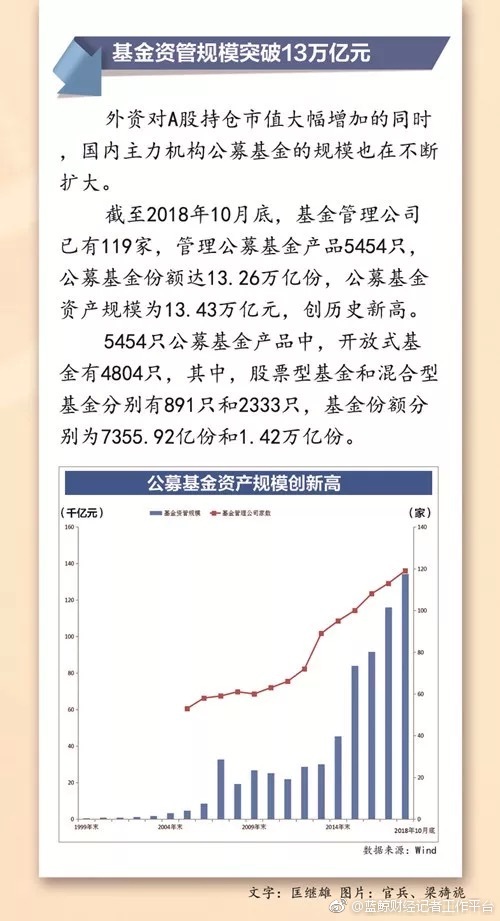 基金资管规模突破13万亿元
外资对A股持仓市值大幅增加的同时
，国内主力机构公募基金的规模也在不断
扩大。
截至2018年10月底，基金管理公司
已有119家，管理公募基金产品5454只，
公募基金份额达13.26万亿份，公募基金
资产规模为13.43万亿元，创历史新高。
5454只公募基金产品中，开放式基
金有4804只，其中，股票型基金和混合型
基金分别有891只和2333只，基金份额分
别为7355.92亿份和1.42万亿份。
公募基金资产规模创新高
（千亿元） 基金资管规模 基金管理公司家数 （家）
160 140
140 120
120 100
100 80
80 60
60 40
40 20
20 0
0
1999年末 2004年末 2009年末 2014年末 2018年10月底
数据来源：Wind
文字：匡继雄 图片：官兵、梁旖旎
@蓝鲸财经记者工作平台